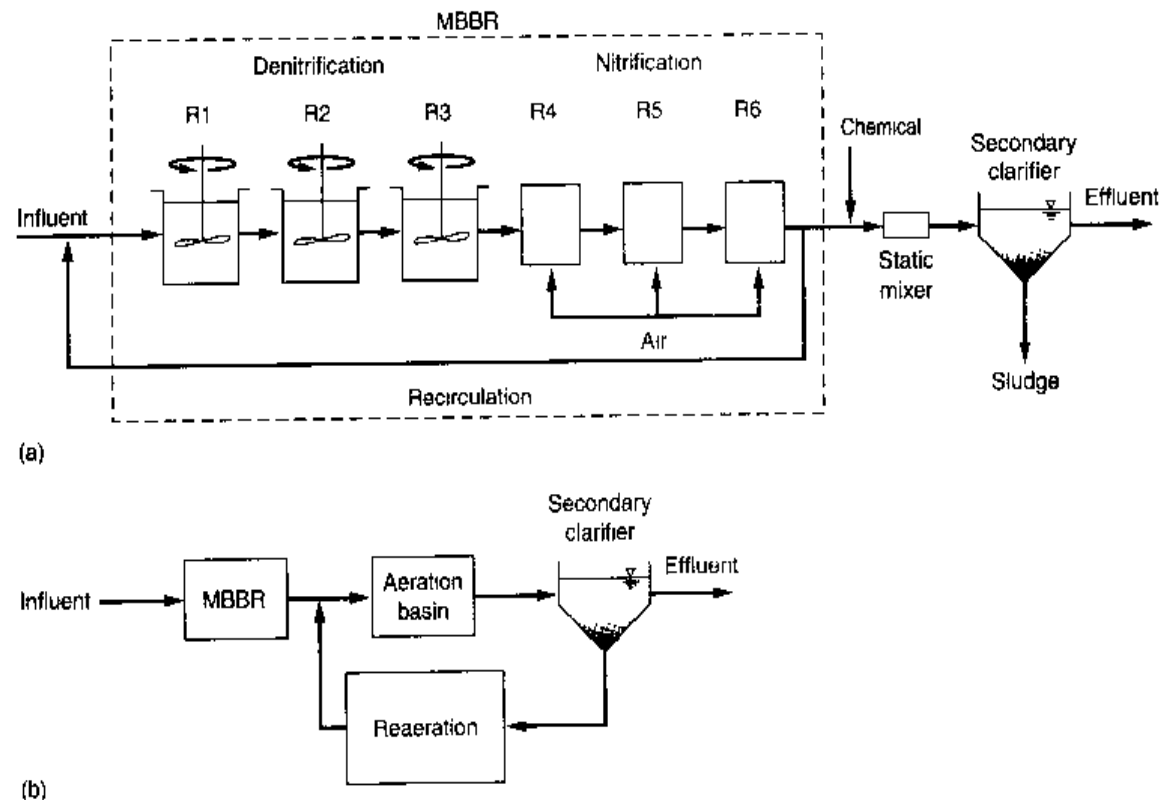 MBBR
Denitrification
Nitrification
R1
R2
R3
R4
R5
R6
Chemical
Secondary
clarifier
Influent
Effluent
Static
mixer
Air
Sludge
Recirculation
(a)
Secondary
clarifier
Influent
MBBR
Aeration
basin
Effluent
Reaeration
(b)